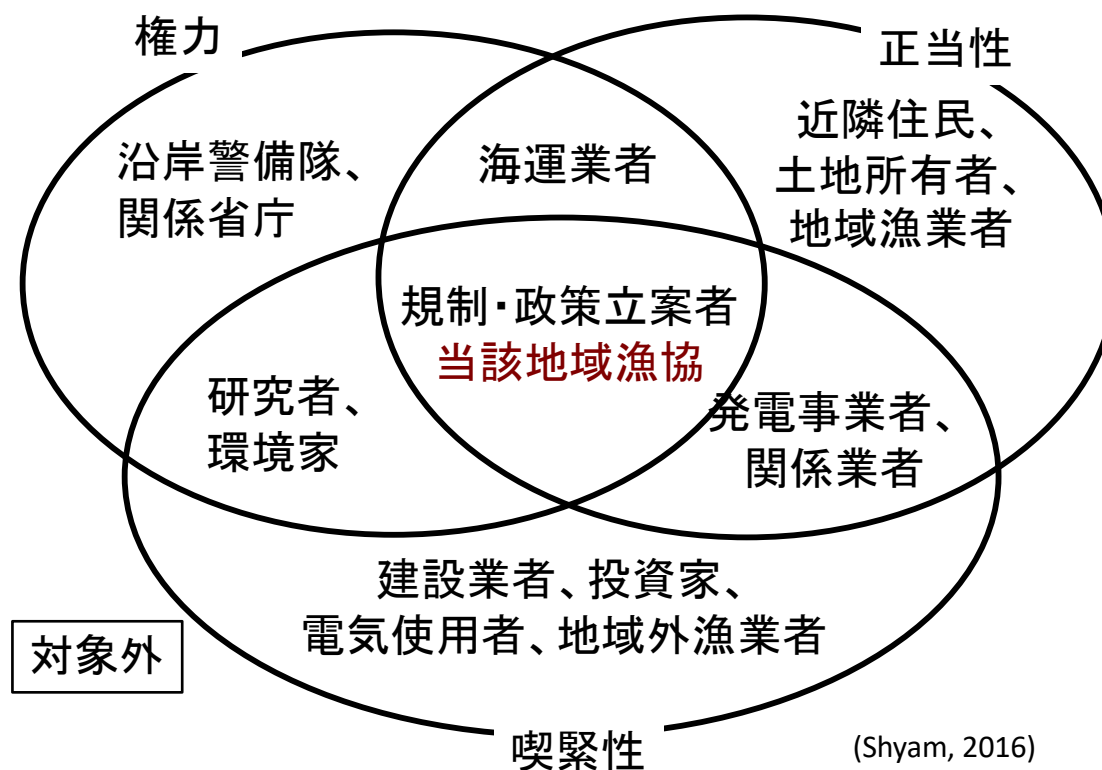 権力
正当性
沿岸警備隊、
関係省庁
海運業者
近隣住民、
土地所有者、
地域漁業者
規制・政策立案者
当該地域漁協
研究者、
環境家
発電事業者、
関係業者
建設業者、投資家、
電気使用者、地域外漁業者
対象外
喫緊性
(Shyam, 2016)